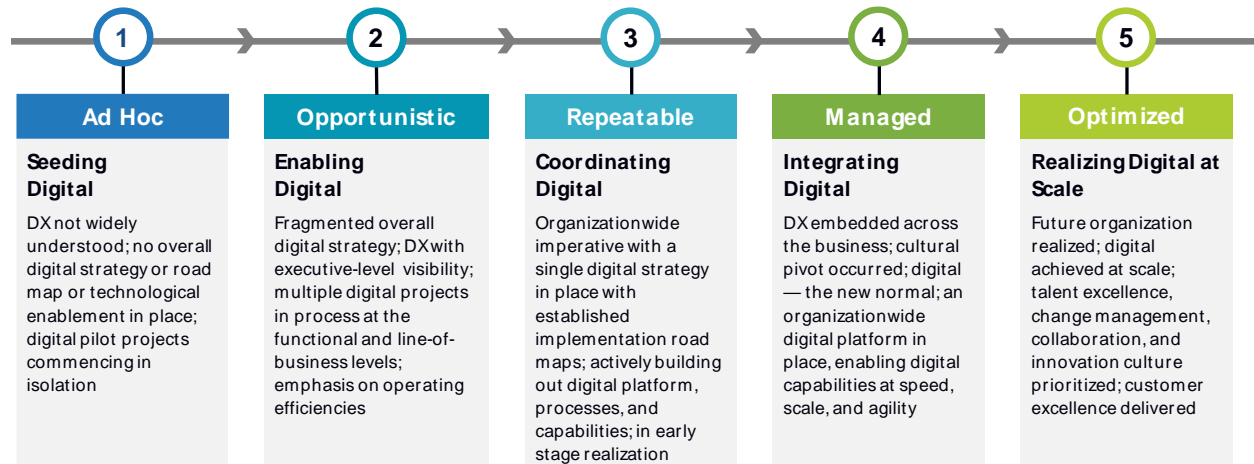 1
Ad Hoc
Seeding
Digital
DX not widely
understood; no overall
digital strategy or road
map or technological
enablement in place;
digital pilot projects
commencing in
isolation
2
Opportunistic
Enabling
Digital
Fragmented overall
digital strategy; DX with
executive-level visibility;
multiple digital projects
in process at the
functional and line-of-
business levels;
emphasis on operating
efficiencies
3
Repeatable
Coordinating
Digital
Organizationwide
imperative with a
single digital strategy
in place with
established
implementation road
maps; actively building
out digital platform,
processes, and
capabilities; in early
stage realization
4
Managed
Integrating
Digital
DX embedded across
the business; cultural
pivot occurred; digital
— the new normal; an
organizationwide
digital platform in
place, enabling digital
capabilities at speed,
scale, and agility
5
Optimized
Realizing Digital at
Scale
Future organization
realized; digital
achieved at scale;
talent excellence,
change management,
collaboration, and
innovation culture
prioritized; customer
excellence delivered